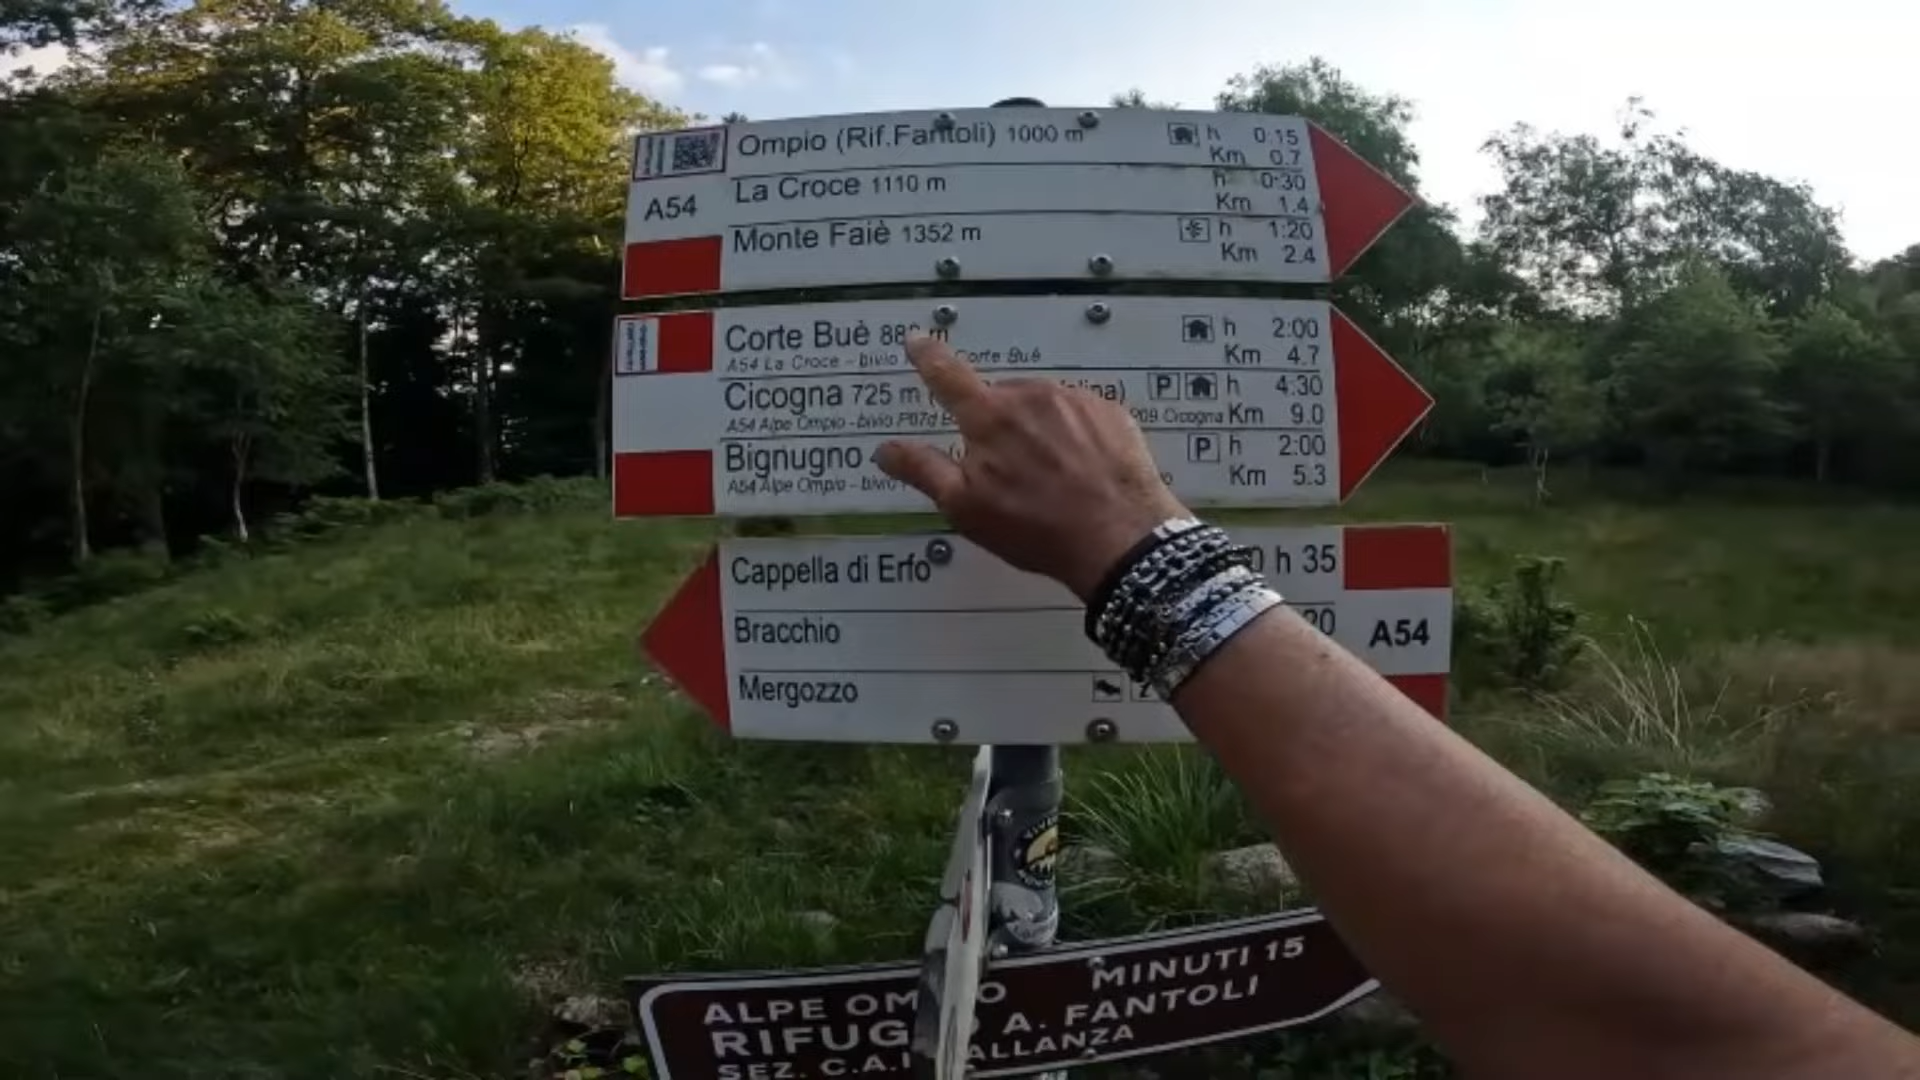 Ompio (Rif.Fantoli) 1000 m h 0:15
Km 0.7
A54
La Croce 1110 m h 0:30
Km 1.4
Monte Faiè 1352 m h 1:20
Km 2.4
Corte Buè m h 2:00
A54 La Croce - bivio Corte Buè Km 4.7
Cicogna 725 m P h 4:30
A54 Alpe Ompio - bivio P07d P09 Cicogna Km 9.0
Bignugno P h 2:00
A54 Alpe Ompio - bivio Km 5.3
Cappella di Erfo h 35
Bracchio 20
A54
Mergozzo
MINUTI 15
ALPE
A. FANTOLI
SEZ. C.A.I